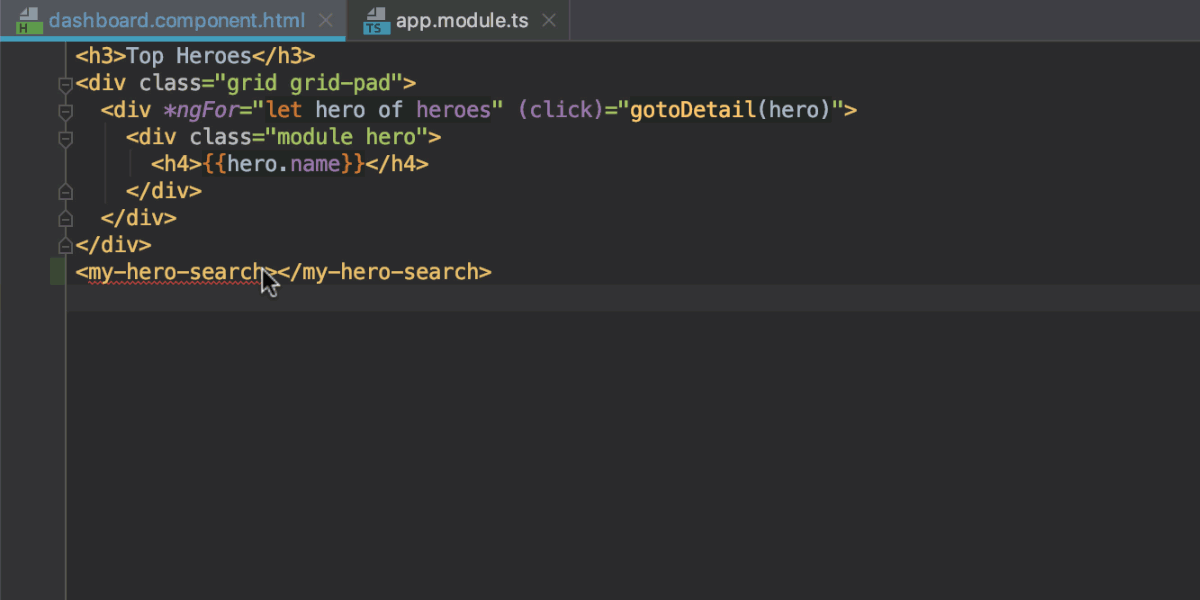 dashboard.component.html
app.module.ts
<h3>Top Heroes</h3>
<div class="grid grid-pad">
<div *ngFor="let hero of heroes" (click)="gotoDetail(hero)">
<div class="module hero">
<h4>{{hero.name}}</h4>
</div>
</div>
</div>
<my-hero-search></my-hero-search>